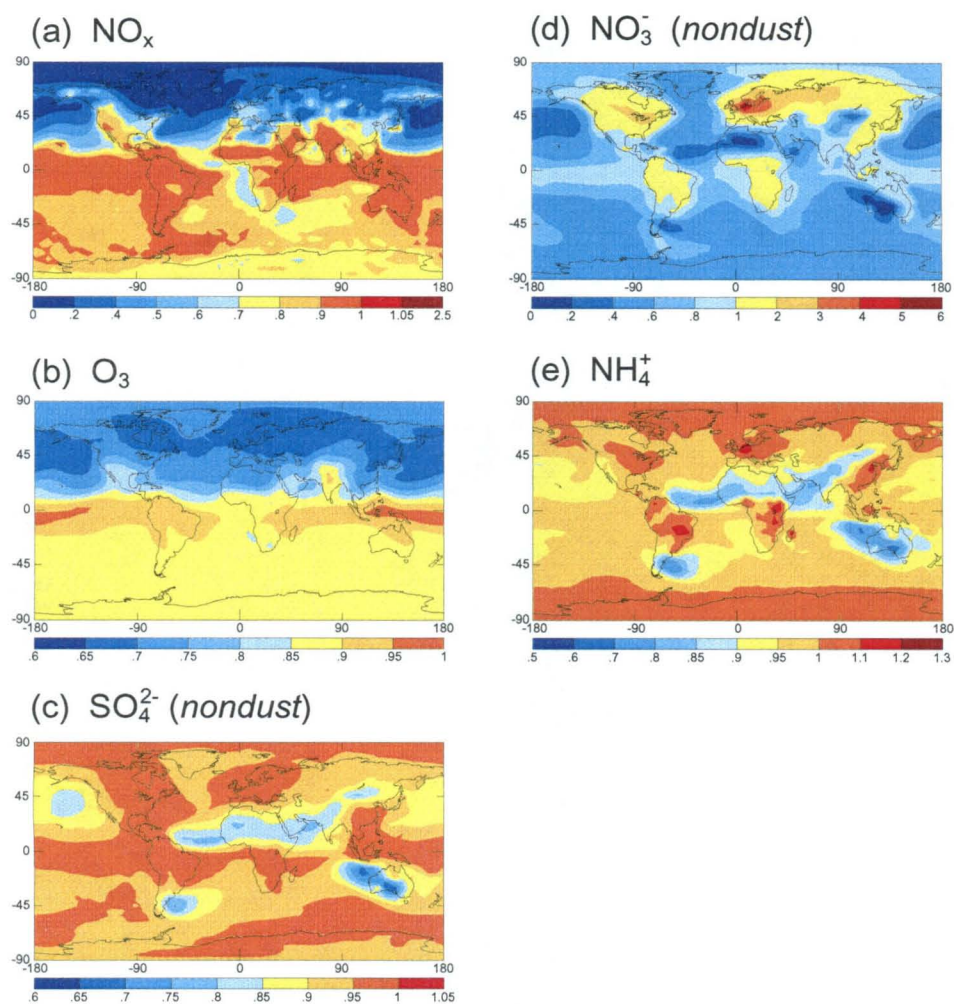 (a) NOₓ
90
45
0
-45
-90
-180 -90 0 90 180
0 .2 .4 .5 .6 .7 .8 .9 1 1.05 2.5
(b) O₃
90
45
0
-45
-90
-180 -90 0 90 180
.6 .65 .7 .75 .8 .85 .9 .95 1
(c) SO₄²⁻ (nondust)
90
45
0
-45
-90
-180 -90 0 90 180
.6 .65 .7 .75 .8 .85 .9 .95 1 1.05
(d) NO₃⁻ (nondust)
90
45
0
-45
-90
-180 -90 0 90 180
0 .2 .4 .6 .8 1 2 3 4 5 6
(e) NH₄⁺
90
45
0
-45
-90
-180 -90 0 90 180
.5 .6 .7 .8 .85 .9 .95 1 1.1 1.2 1.3